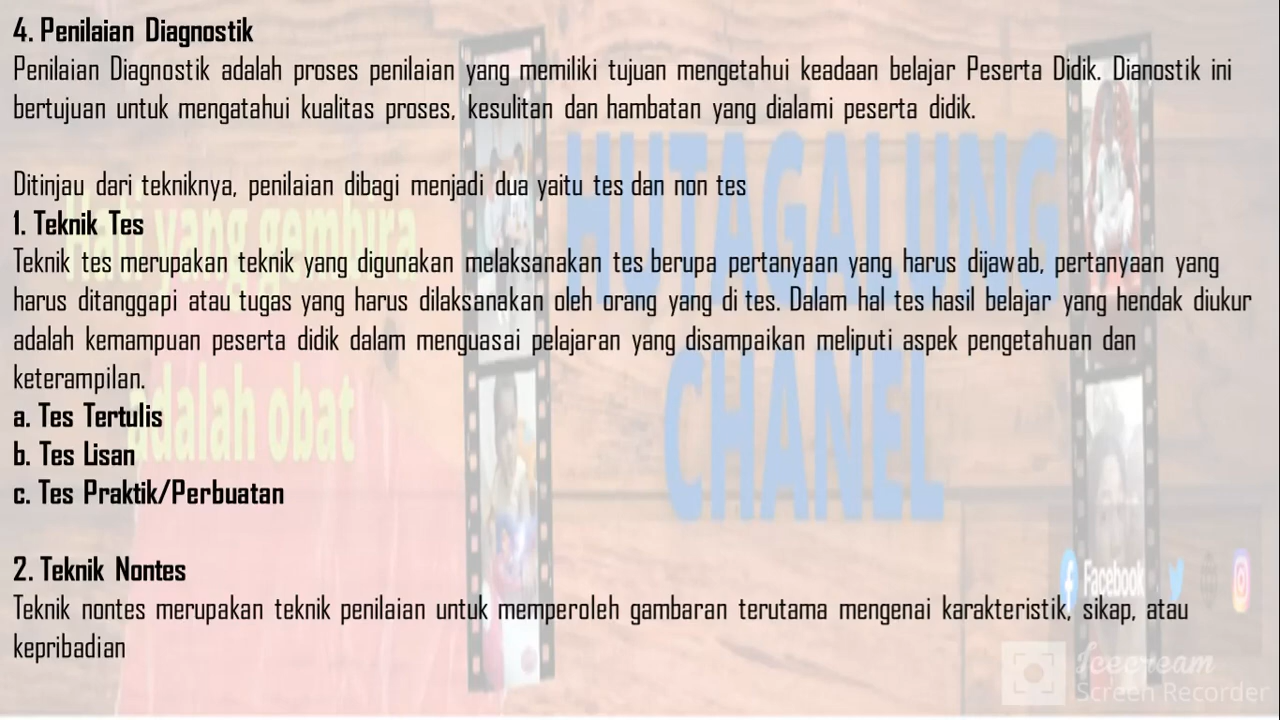 4. Penilaian Diagnostik
Penilaian Diagnostik adalah proses penilaian yang memiliki tujuan mengetahui keadaan belajar Peserta Didik. Dianostik ini
bertujuan untuk mengatahui kualitas proses, kesulitan dan hambatan yang dialami peserta didik.
Ditinjau dari tekniknya, penilaian dibagi menjadi dua yaitu tes dan non tes
1. Teknik Tes
Teknik tes merupakan teknik yang digunakan melaksanakan tes berupa pertanyaan yang harus dijawab, pertanyaan yang
harus ditanggapi atau tugas yang harus dilaksanakan oleh orang yang di tes. Dalam hal tes hasil belajar yang hendak diukur
adalah kemampuan peserta didik dalam menguasai pelajaran yang disampaikan meliputi aspek pengetahuan dan
keterampilan.
a. Tes Tertulis
b. Tes Lisan
c. Tes Praktik/Perbuatan
2. Teknik Nontes
Teknik nontes merupakan teknik penilaian untuk memperoleh gambaran terutama mengenai karakteristik, sikap, atau
kepribadian
Hati yang gembira
adalah obat
HUTAGALUNG
CHANEL
Facebook
Icecream
Screen Recorder